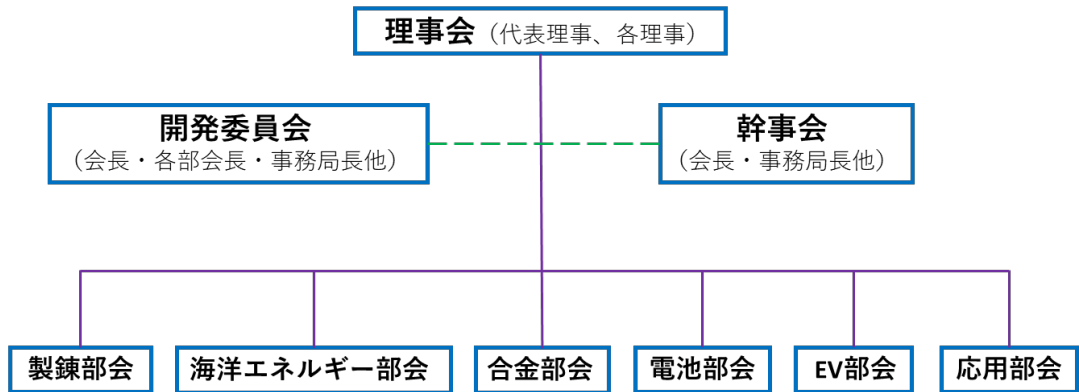 理事会（代表理事、各理事）
開発委員会
（会長・各部会長・事務局長他）
幹事会
（会長・事務局長他）
製錬部会
海洋エネルギー部会
合金部会
電池部会
EV部会
応用部会